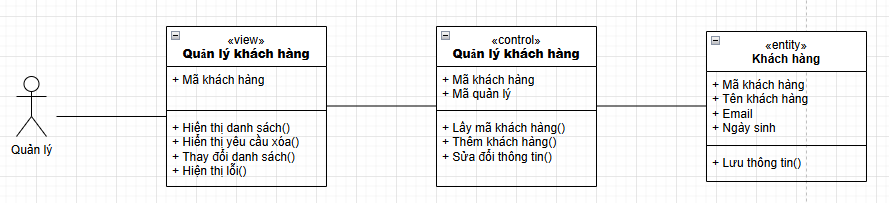 Quản lý
«view»
Quản lý khách hàng
+ Mã khách hàng
+ Hiển thị danh sách()
+ Hiển thị yêu cầu xóa()
+ Thay đổi danh sách()
+ Hiện thị lỗi()
«control»
Quản lý khách hàng
+ Mã khách hàng
+ Mã quản lý
+ Lấy mã khách hàng()
+ Thêm khách hàng()
+ Sửa đổi thông tin()
«entity»
Khách hàng
+ Mã khách hàng
+ Tên khách hàng
+ Email
+ Ngày sinh
+ Lưu thông tin()